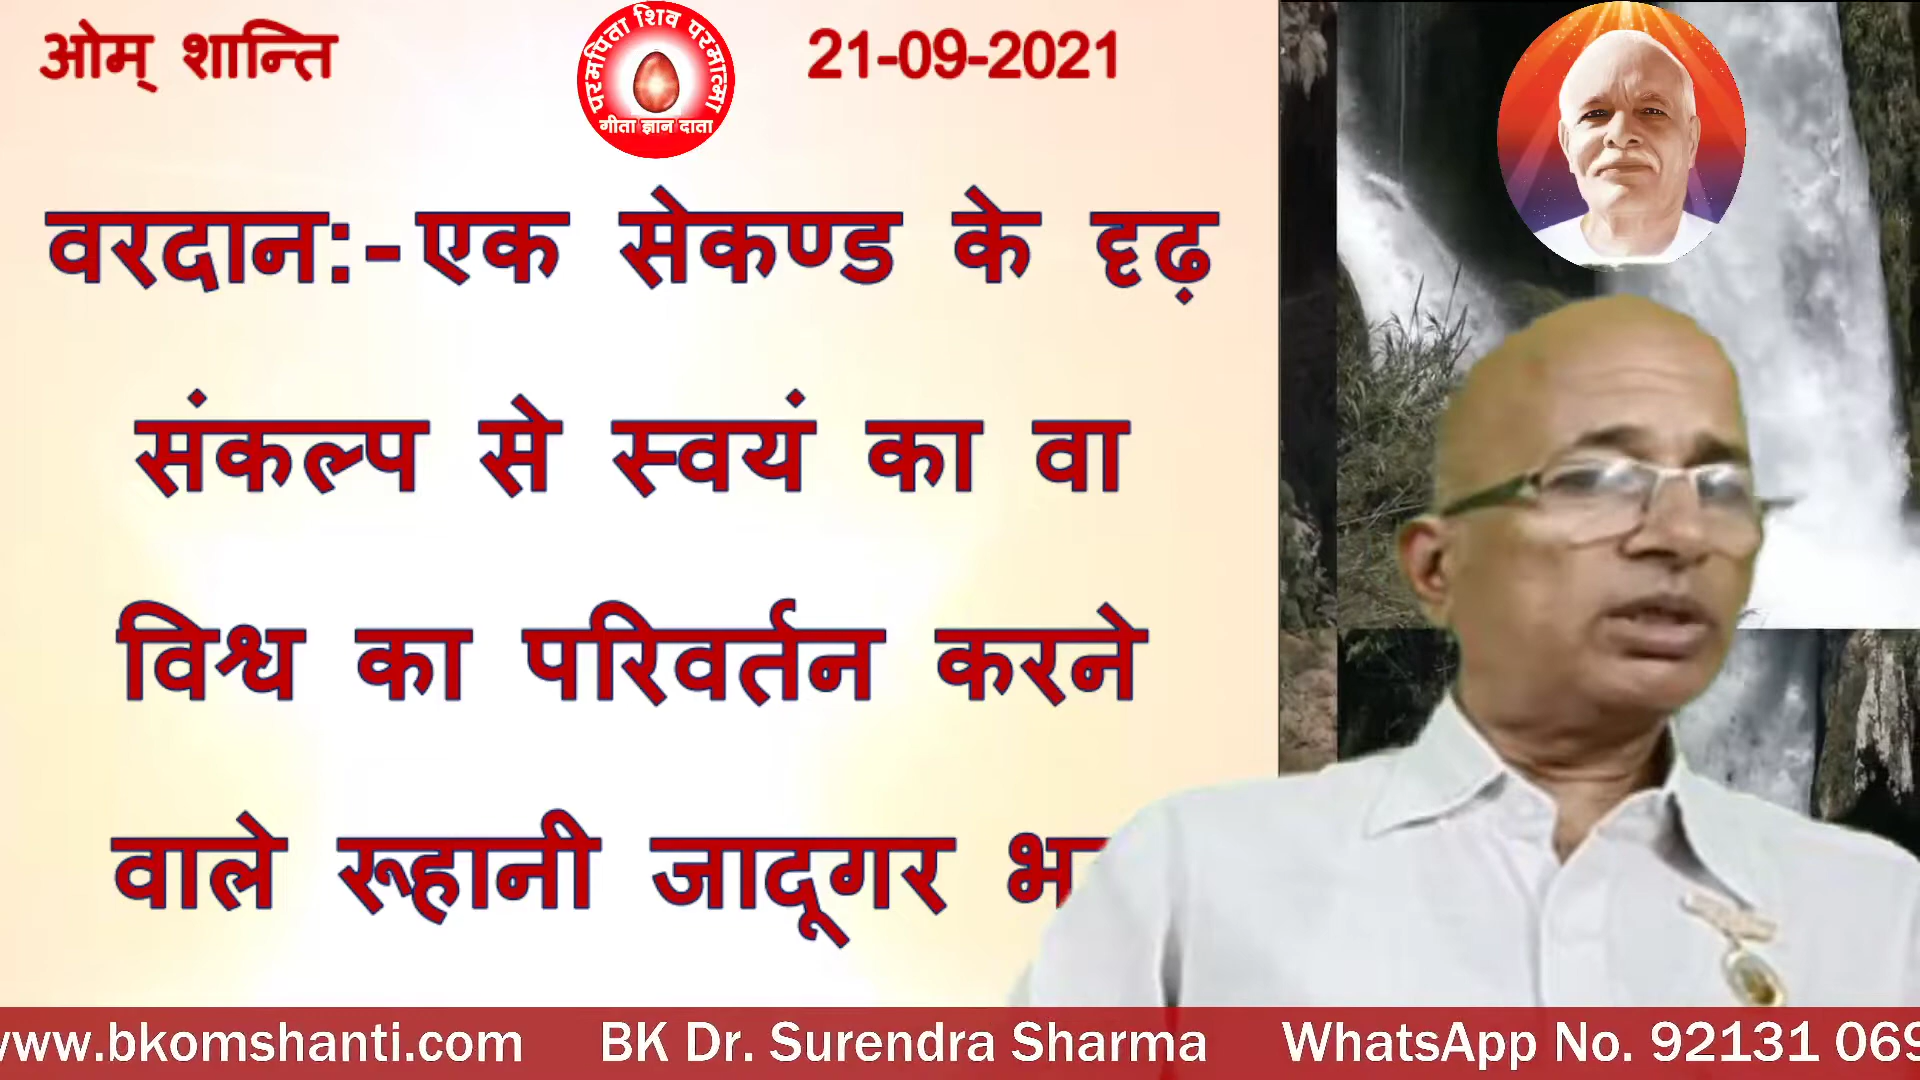 ओम् शान्ति
परमपिता शिव परमात्मा
गीता ज्ञान दाता
21-09-2021
वरदान:-एक सेकण्ड के दृढ़
संकल्प से स्वयं का वा
विश्व का परिवर्तन करने
वाले रूहानी जादूगर
www.bkomshanti.com BK Dr. Surendra Sharma WhatsApp No. 92131 069